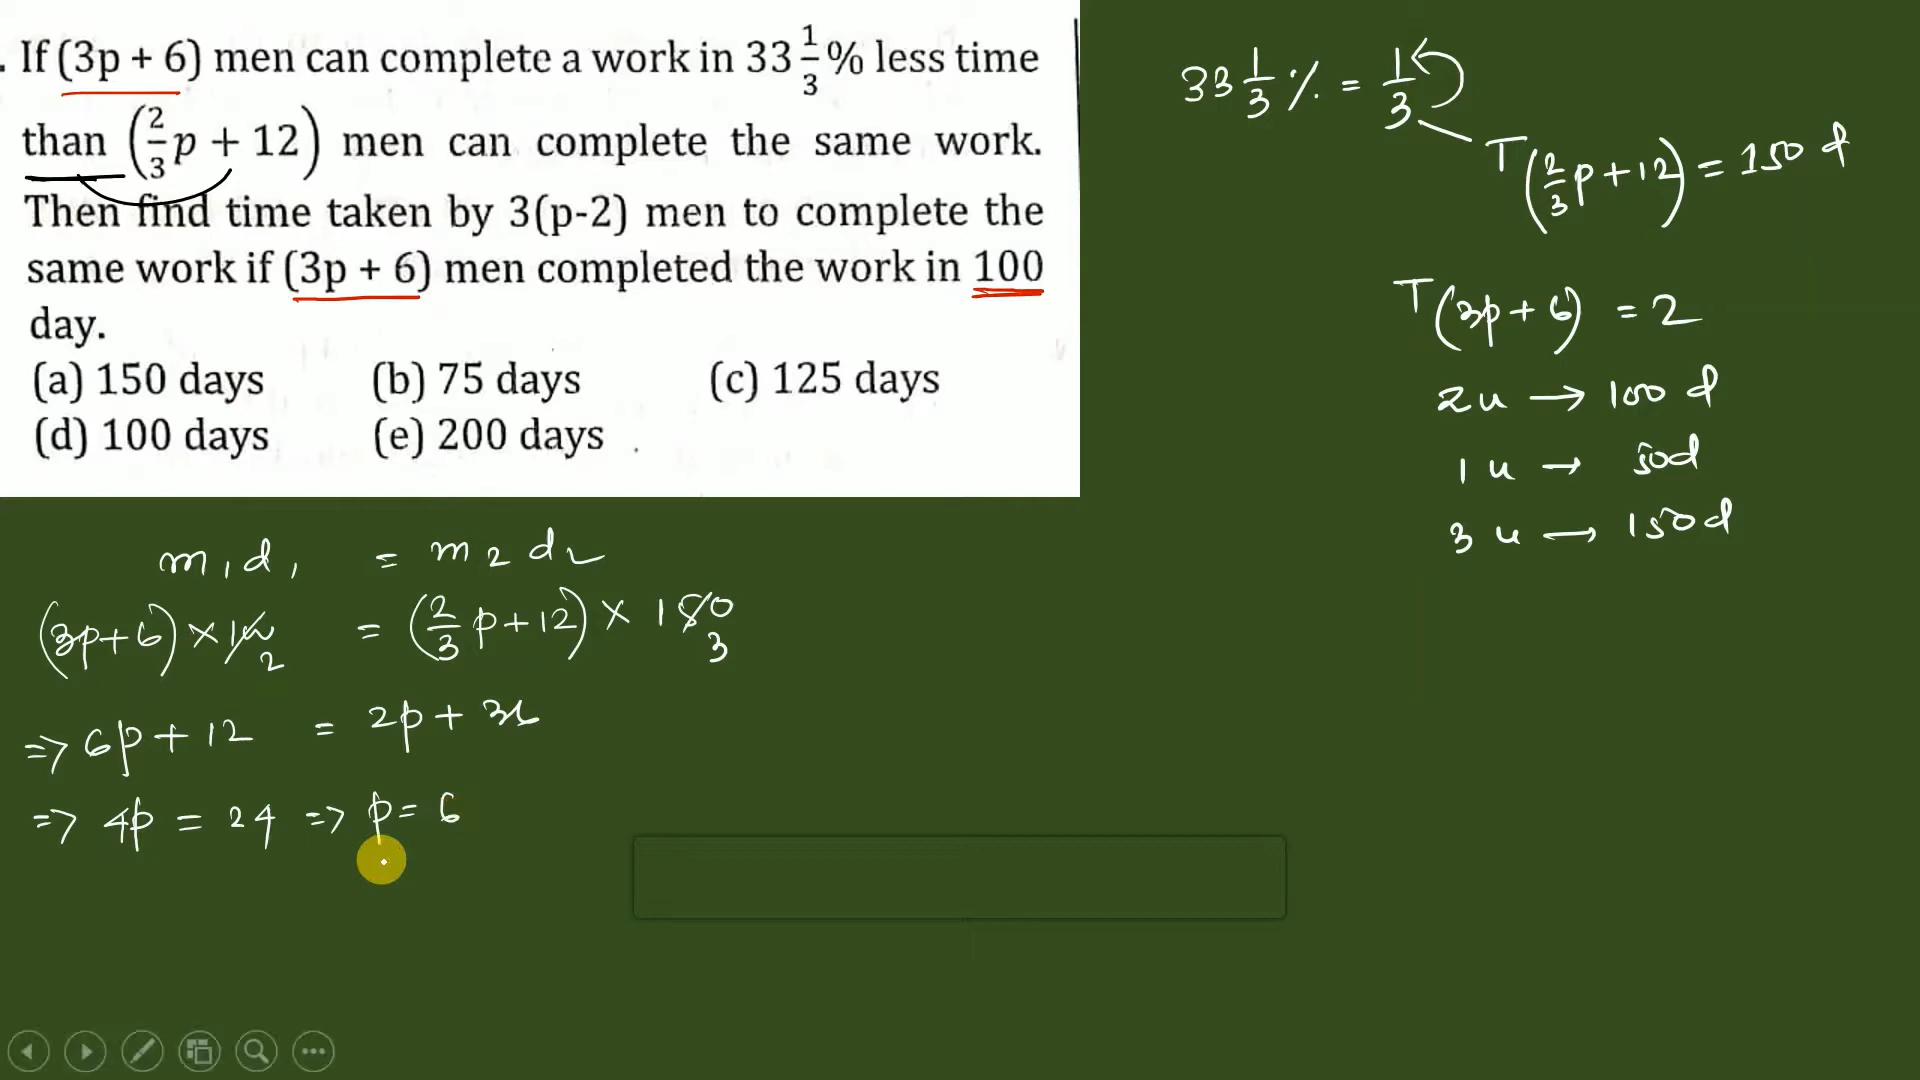 . If (3p + 6) men can complete a work in 33 1/3 % less time
than (2/3 p + 12) men can complete the same work.
Then find time taken by 3(p-2) men to complete the
same work if (3p + 6) men completed the work in 100
day.
(a) 150 days (b) 75 days (c) 125 days
(d) 100 days (e) 200 days .
33 1/3 % = 1/3
T(2/3 p + 12) = 150 d
T(3p + 6) = 2
2u → 100 d
1 u → 50d
3 u → 150 d
m1d1 = m2d2
(3p+6) × 100 2 = (2/3 p + 12) × 150 3
⇒ 6p + 12 = 2p + 36
⇒ 4p = 24 ⇒ p = 6